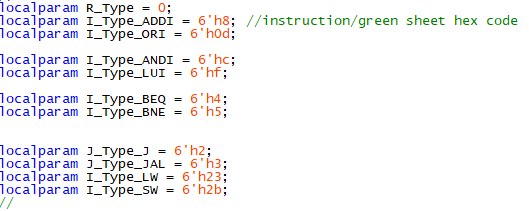 localparam R_Type = 0;
localparam I_Type_ADDI = 6'h8; //instruction/green sheet hex code
localparam I_Type_ORI = 6'h0d;
localparam I_Type_ANDI = 6'hc;
localparam I_Type_LUI = 6'hf;
localparam I_Type_BEQ = 6'h4;
localparam I_Type_BNE = 6'h5;
localparam J_Type_J = 6'h2;
localparam J_Type_JAL = 6'h3;
localparam I_Type_LW = 6'h23;
localparam I_Type_SW = 6'h2b;
//